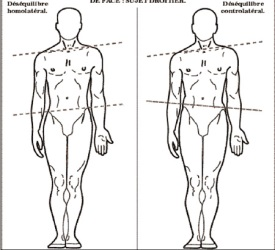 DE FACE : SUJET DROITIER.
Déséquilibre
homolatéral.
Déséquilibre
controlatéral.